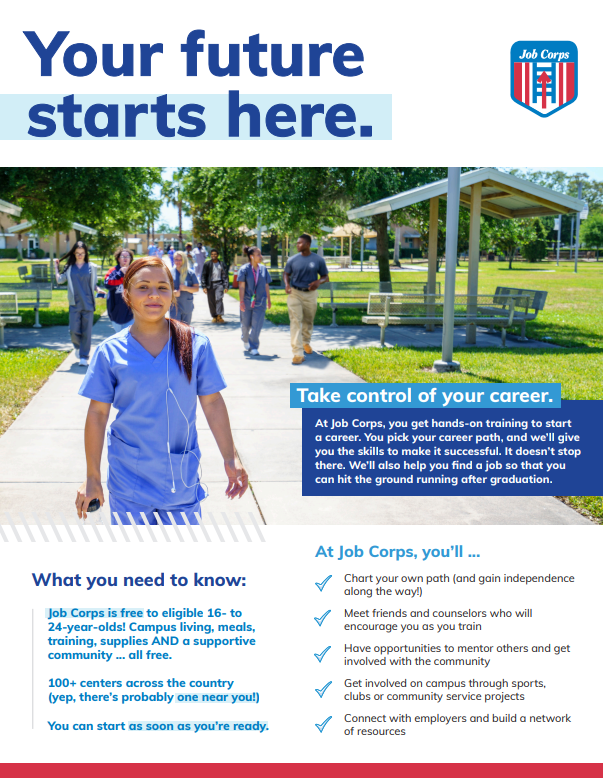 Your future
starts here.
Job Corps
Take control of your career.
At Job Corps, you get hands-on training to start
a career. You pick your career path, and we'll give
you the skills to make it successful. It doesn't stop
there. We'll also help you find a job so that you
can hit the ground running after graduation.
What you need to know:
Job Corps is free to eligible 16- to
24-year-olds! Campus living, meals,
training, supplies AND a supportive
community ... all free.
100+ centers across the country
(yep, there's probably one near you!)
You can start as soon as you're ready.
At Job Corps, you'll ...
Chart your own path (and gain independence
along the way!)
Meet friends and counselors who will
encourage you as you train
Have opportunities to mentor others and get
involved with the community
Get involved on campus through sports,
clubs or community service projects
Connect with employers and build a network
of resources